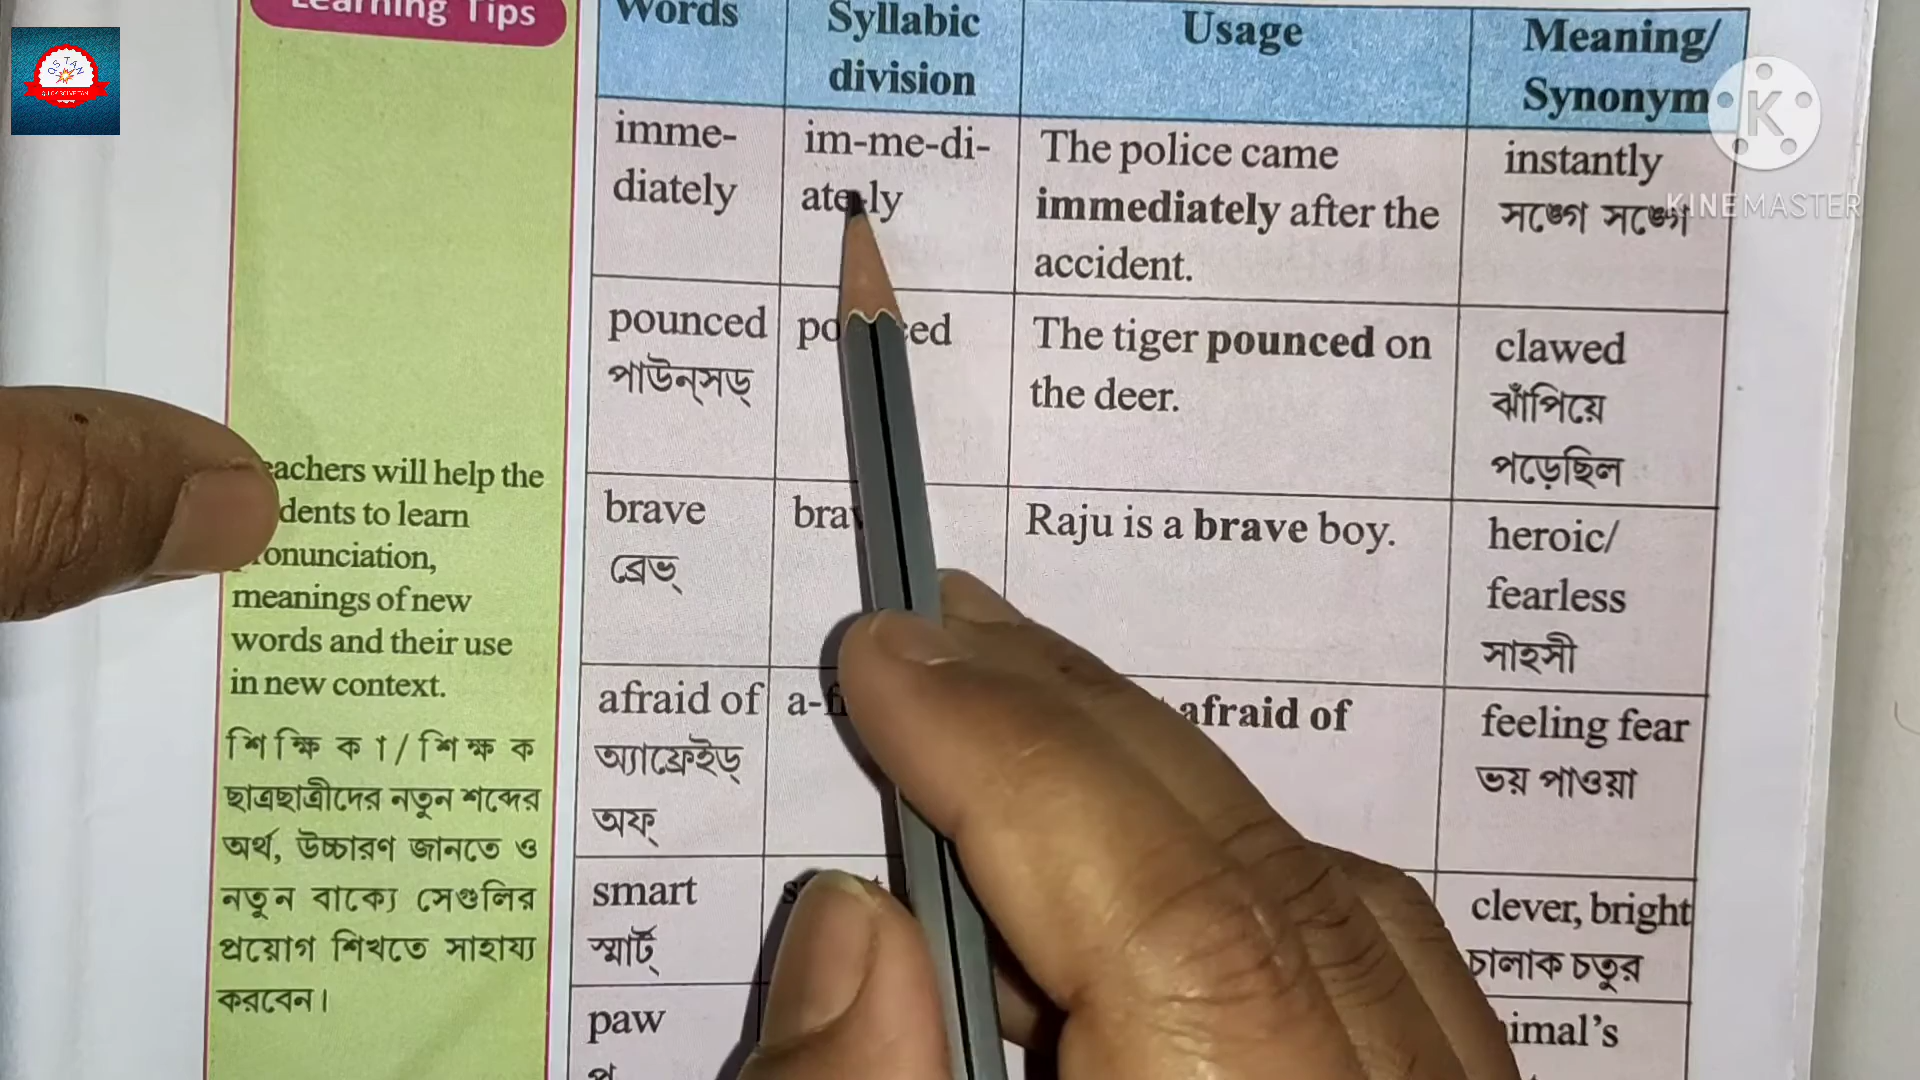 Learning Tips
eachers will help the
dents to learn
onunciation,
meanings of new
words and their use
in new context.
শিক্ষিকা/শিক্ষক
ছাত্রছাত্রীদের নতুন শব্দের
অর্থ, উচ্চারণ জানতে ও
নতুন বাক্যে সেগুলির
প্রয়োগ শিখতে সাহায্য
করবেন।
Words
Syllabic
division
Usage
Meaning/
Synonym
imme-
diately
im-me-di-
ate-ly
The police came
immediately after the
accident.
instantly
সঙ্গে সঙ্গে
pounced
পাউন্সড্
The tiger pounced on
the deer.
clawed
ঝাঁপিয়ে
পড়েছিল
brave
ব্রেভ্
Raju is a brave boy.
heroic/
fearless
সাহসী
afraid of
অ্যাফ্রেইড্
অফ্
afraid of
feeling fear
ভয় পাওয়া
smart
স্মার্ট্
clever, bright
চালাক চতুর
paw
imal's
K
KINEMASTER